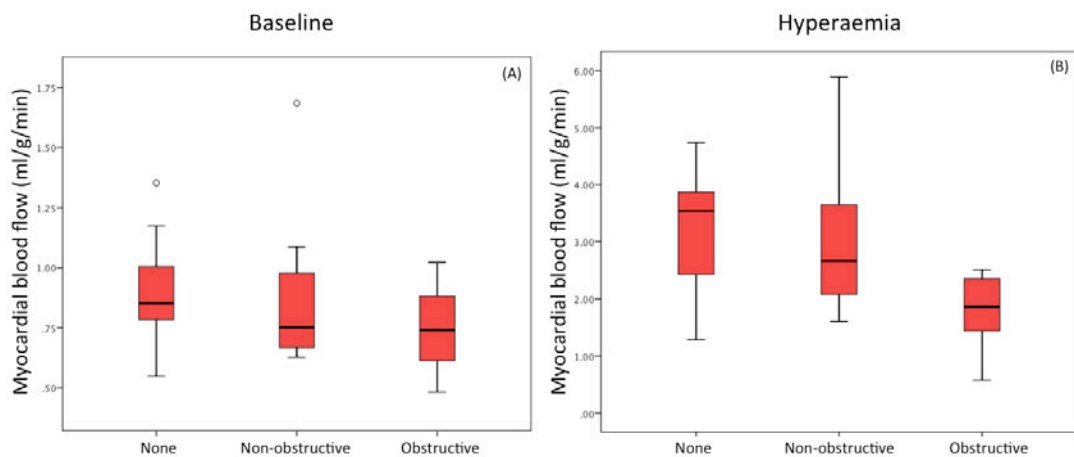 Baseline
(A)
Myocardial blood flow (ml/g/min)
1.75
1.50
1.25
1.00
.75
.50
None
Non-obstructive
Obstructive
Hyperaemia
(B)
Myocardial blood flow (ml/g/min)
6.00
5.00
4.00
3.00
2.00
1.00
.00
None
Non-obstructive
Obstructive